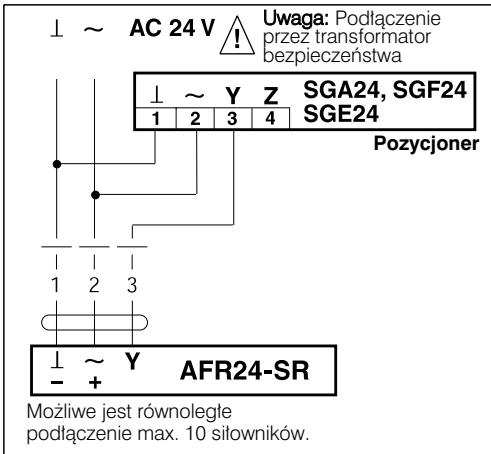 ⊥ ~ AC 24 V
Uwaga: Podłączenie
przez transformator
bezpieczeństwa
⊥ ~ Y Z
1 2 3 4
SGA24, SGF24
SGE24
Pozycjoner
1 2 3
⊥ ~ Y
– +
AFR24-SR
Możliwe jest równoległe
podłączenie max. 10 siłowników.